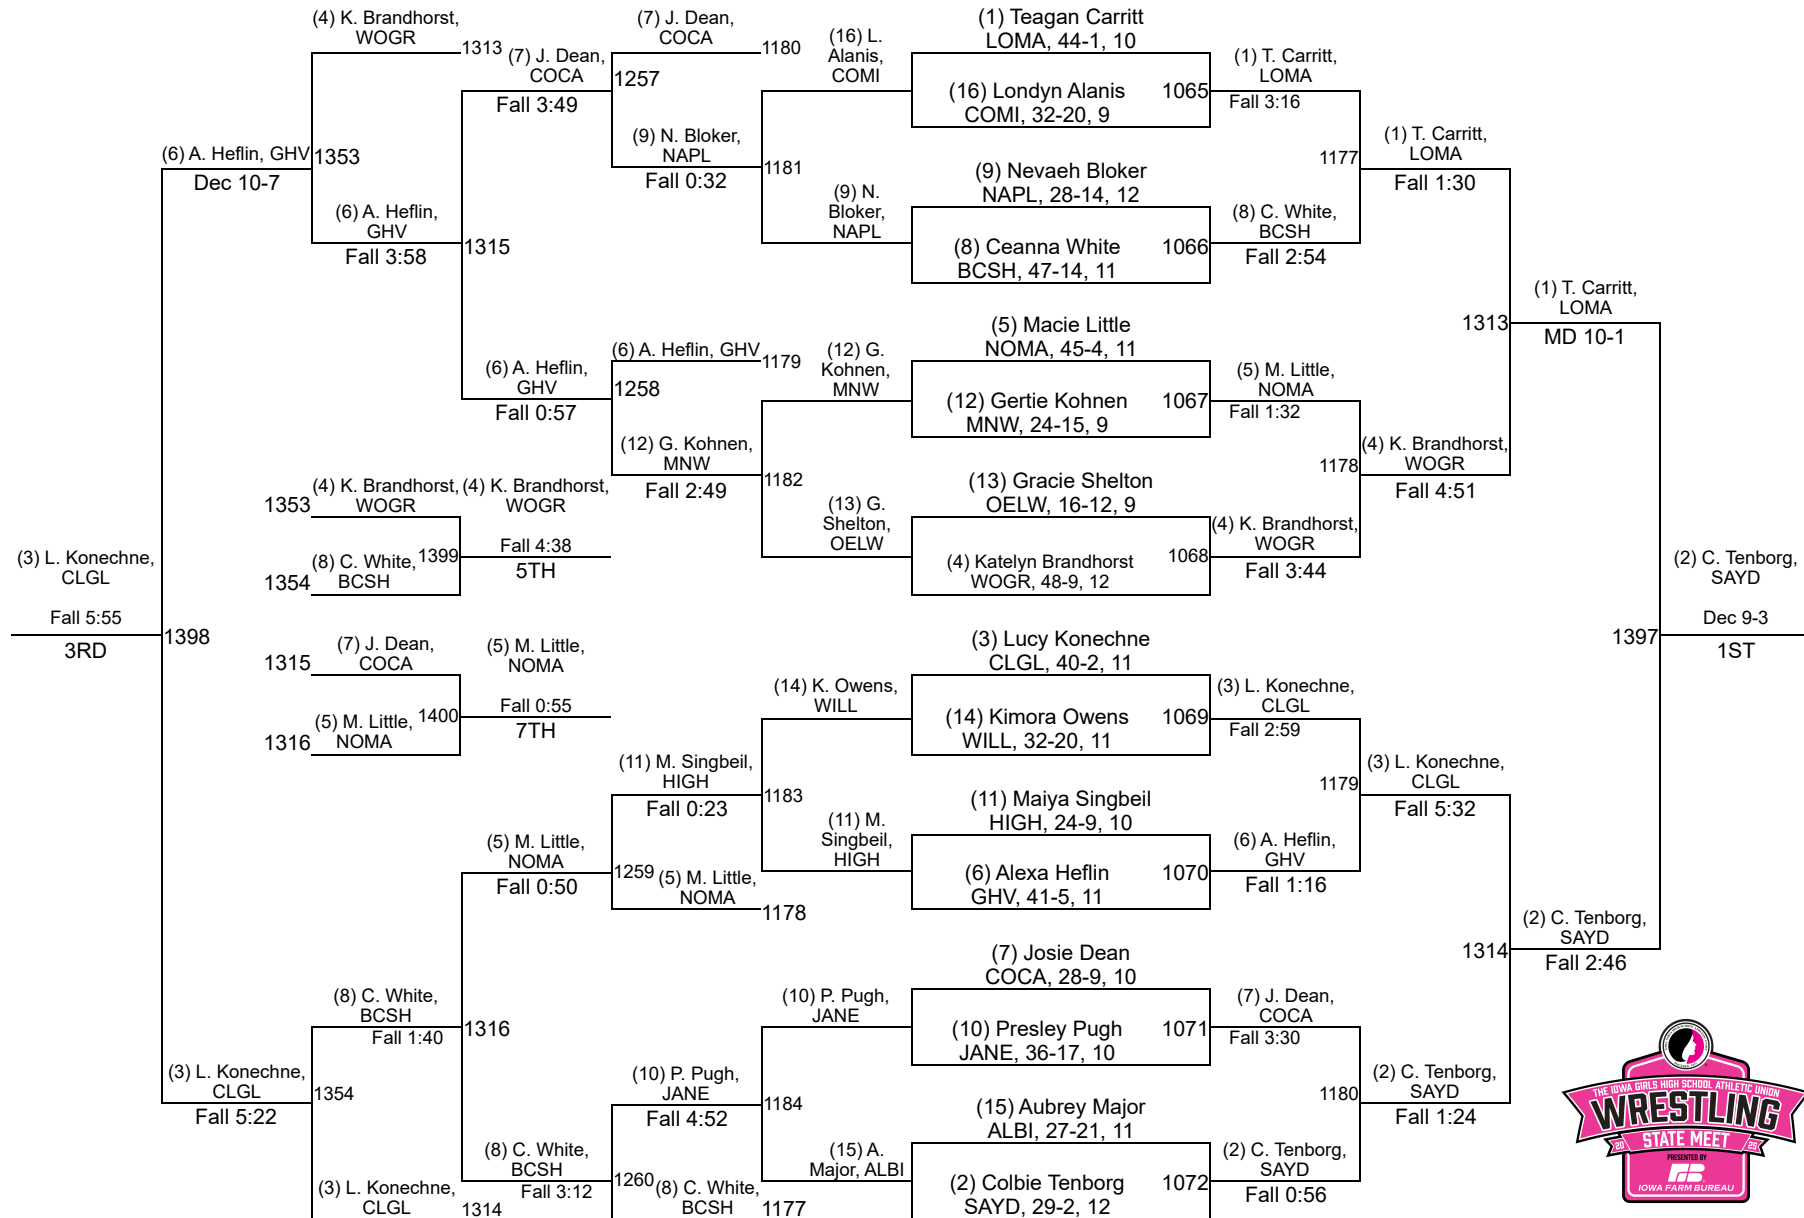 (4) K. Brandhorst,
WOGR
1313
(7) J. Dean,
COCA
Fall 3:49
1257
(7) J. Dean,
COCA
1180
(9) N. Bloker,
NAPL
Fall 0:32
1181
(16) L.
Alanis,
COMI
(9) N.
Bloker,
NAPL
(1) Teagan Carritt
LOMA, 44-1, 10
(16) Londyn Alanis
COMI, 32-20, 9
1065
(1) T. Carritt,
LOMA
Fall 3:16
(9) Nevaeh Bloker
NAPL, 28-14, 12
(8) Ceanna White
BCSH, 47-14, 11
1066
(8) C. White,
BCSH
Fall 2:54
1177
(1) T. Carritt,
LOMA
Fall 1:30
(6) A. Heflin, GHV
Dec 10-7
1353
(6) A. Heflin,
GHV
Fall 3:58
1315
(6) A. Heflin,
GHV
Fall 0:57
1258
(6) A. Heflin, GHV
1179
(12) G. Kohnen,
MNW
Fall 2:49
1182
(12) G.
Kohnen,
MNW
(13) G.
Shelton,
OELW
(5) Macie Little
NOMA, 45-4, 11
(12) Gertie Kohnen
MNW, 24-15, 9
1067
(5) M. Little,
NOMA
Fall 1:32
(13) Gracie Shelton
OELW, 16-12, 9
(4) Katelyn Brandhorst
WOGR, 48-9, 12
1068
(4) K. Brandhorst,
WOGR
Fall 3:44
1178
(4) K. Brandhorst,
WOGR
Fall 4:51
1313
(1) T. Carritt,
LOMA
MD 10-1
1353
(4) K. Brandhorst,
WOGR
1354
(8) C. White,
BCSH
1399
(4) K. Brandhorst,
WOGR
Fall 4:38
5TH
(3) L. Konechne,
CLGL
Fall 5:55
3RD
1398
1315
(7) J. Dean,
COCA
1316
(5) M. Little,
NOMA
1400
(5) M. Little,
NOMA
Fall 0:55
7TH
1397
(2) C. Tenborg,
SAYD
Dec 9-3
1ST
(11) M. Singbeil,
HIGH
Fall 0:23
1183
(14) K. Owens,
WILL
(11) M.
Singbeil,
HIGH
(3) Lucy Konechne
CLGL, 40-2, 11
(14) Kimora Owens
WILL, 32-20, 11
1069
(3) L. Konechne,
CLGL
Fall 2:59
(11) Maiya Singbeil
HIGH, 24-9, 10
(6) Alexa Heflin
GHV, 41-5, 11
1070
(6) A. Heflin,
GHV
Fall 1:16
1179
(3) L. Konechne,
CLGL
Fall 5:32
(5) M. Little,
NOMA
Fall 0:50
1259
(5) M. Little,
NOMA
1178
1314
(2) C. Tenborg,
SAYD
Fall 2:46
(8) C. White,
BCSH
Fall 1:40
1316
(3) L. Konechne,
CLGL
Fall 5:22
1354
(3) L. Konechne,
CLGL
1314
(8) C. White,
BCSH
Fall 3:12
1260
(10) P. Pugh,
JANE
Fall 4:52
(8) C. White,
BCSH
1177
1184
(10) P. Pugh,
JANE
(15) A.
Major, ALBI
(7) Josie Dean
COCA, 28-9, 10
(10) Presley Pugh
JANE, 36-17, 10
1071
(7) J. Dean,
COCA
Fall 3:30
(15) Aubrey Major
ALBI, 27-21, 11
(2) Colbie Tenborg
SAYD, 29-2, 12
1072
(2) C. Tenborg,
SAYD
Fall 0:56
1180
(2) C. Tenborg,
SAYD
Fall 1:24
THE IOWA GIRLS HIGH SCHOOL ATHLETIC UNION
WRESTLING
20 STATE MEET 25
PRESENTED BY
FB
IOWA FARM BUREAU